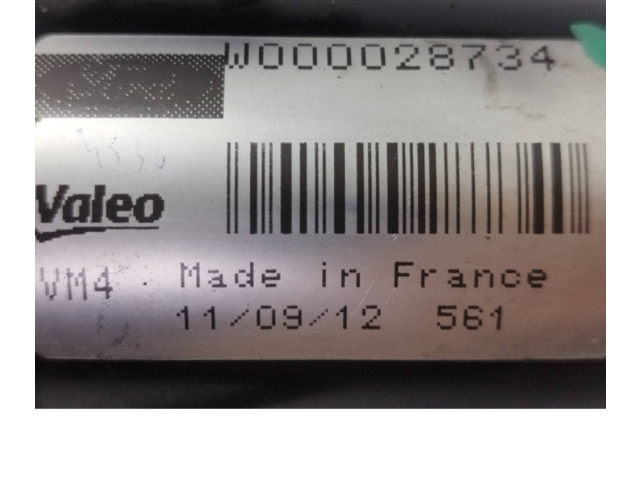 W000028734
Valeo
VM4 Made in France
11/09/12 561